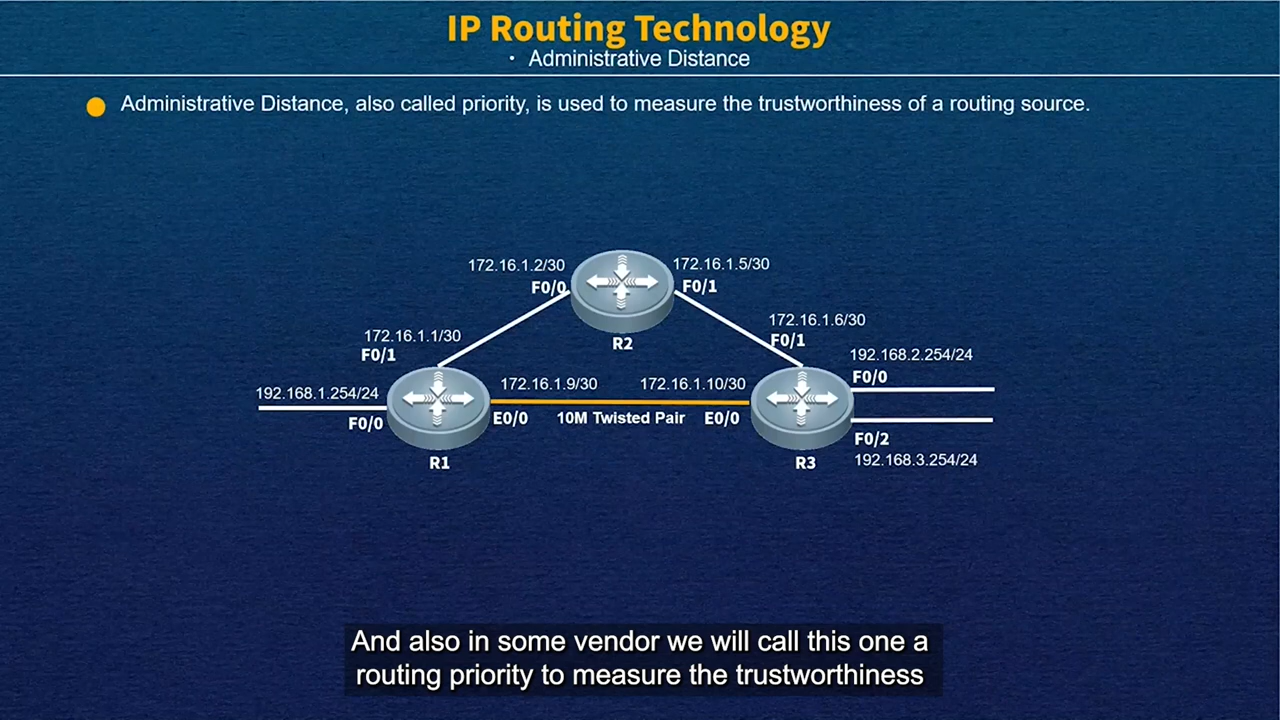 IP Routing Technology
• Administrative Distance
Administrative Distance, also called priority, is used to measure the trustworthiness of a routing source.
172.16.1.2/30
172.16.1.5/30
F0/0
F0/1
R2
172.16.1.1/30
F0/1
172.16.1.6/30
F0/1
192.168.1.254/24
F0/0
172.16.1.9/30
172.16.1.10/30
E0/0
10M Twisted Pair
E0/0
192.168.2.254/24
F0/0
F0/2
192.168.3.254/24
R1
R3
And also in some vendor we will call this one a
routing priority to measure the trustworthiness